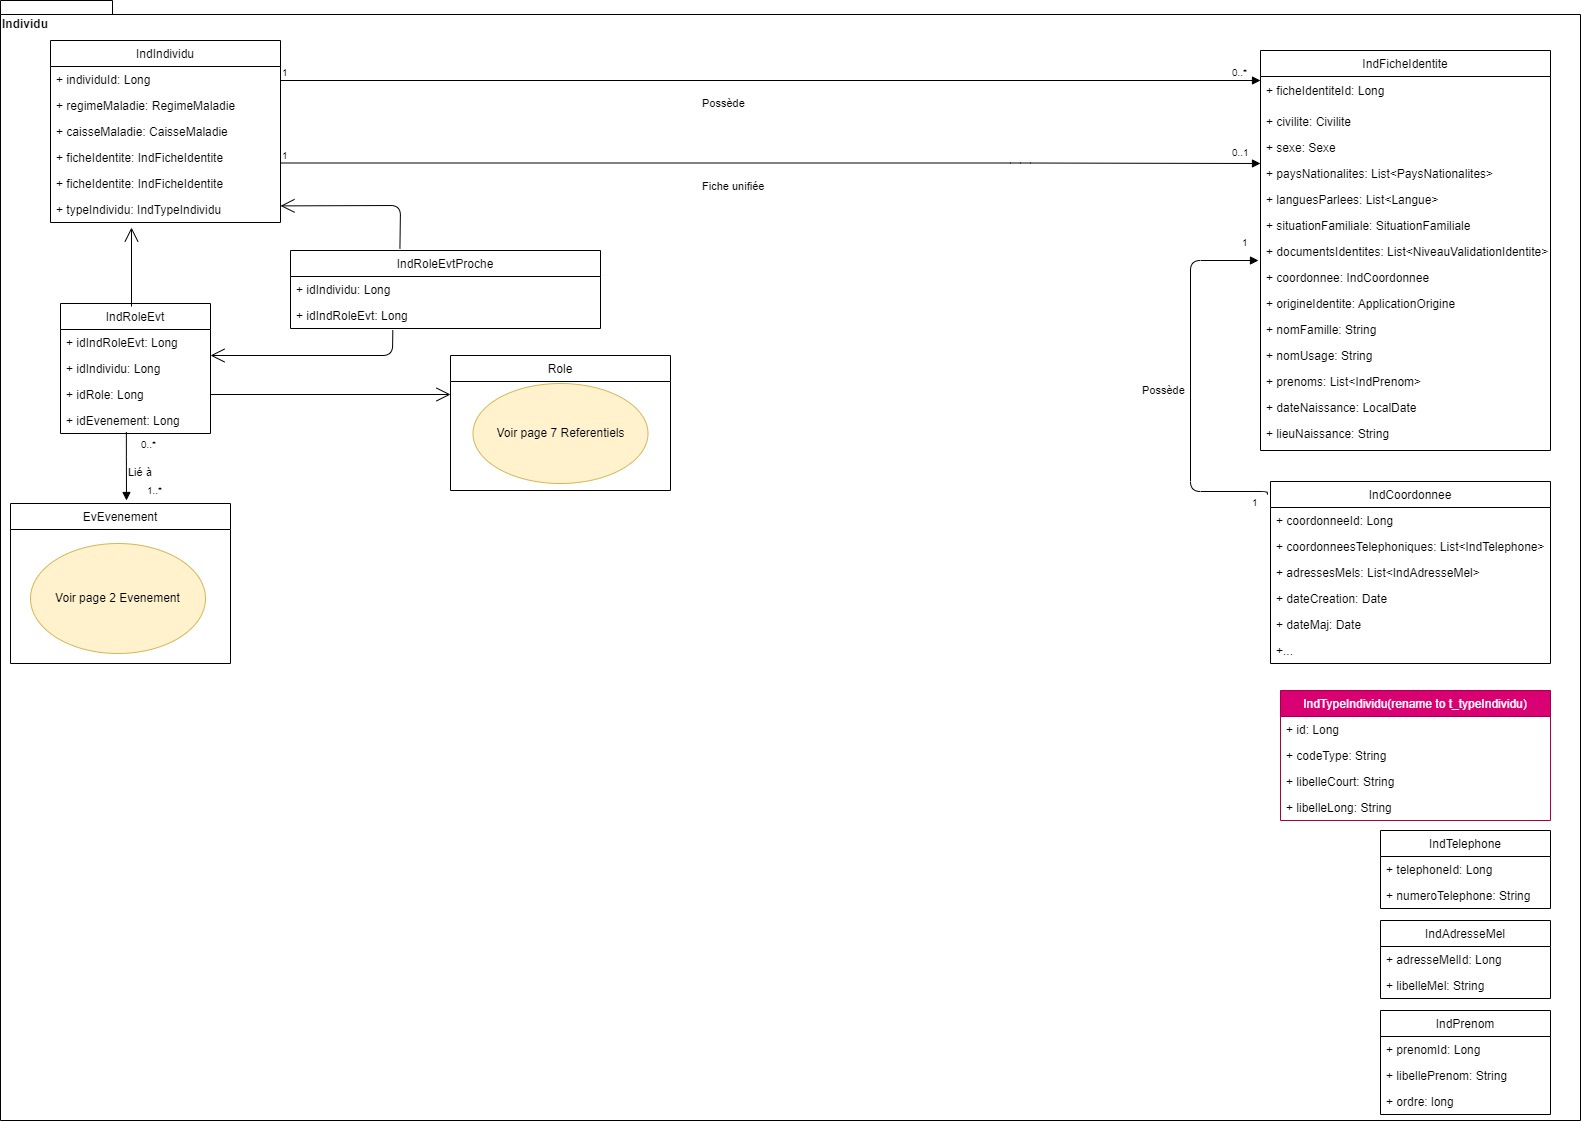 Individu
IndIndividu
+ individuId: Long
+ regimeMaladie: RegimeMaladie
+ caisseMaladie: CaisseMaladie
+ ficheIdentite: IndFicheIdentite
+ ficheIdentite: IndFicheIdentite
+ typeIndividu: IndTypeIndividu
1
0..*
Possède
1
0..1
Fiche unifiée
IndRoleEvtProche
+ idIndividu: Long
+ idIndRoleEvt: Long
IndRoleEvt
+ idIndRoleEvt: Long
+ idIndividu: Long
+ idRole: Long
+ idEvenement: Long
0..*
Lié à
1..*
Role
Voir page 7 Referentiels
EvEvenement
Voir page 2 Evenement
IndFicheIdentite
+ ficheIdentiteId: Long
+ civilite: Civilite
+ sexe: Sexe
+ paysNationalites: List<PaysNationalites>
+ languesParlees: List<Langue>
+ situationFamiliale: SituationFamiliale
+ documentsIdentites: List<NiveauValidationIdentite>
+ coordonnee: IndCoordonnee
+ origineIdentite: ApplicationOrigine
+ nomFamille: String
+ nomUsage: String
+ prenoms: List<IndPrenom>
+ dateNaissance: LocalDate
+ lieuNaissance: String
1
Possède
1
IndCoordonnee
+ coordonneeId: Long
+ coordonneesTelephoniques: List<IndTelephone>
+ adressesMels: List<IndAdresseMel>
+ dateCreation: Date
+ dateMaj: Date
+...
IndTypeIndividu(rename to t_typeIndividu)
+ id: Long
+ codeType: String
+ libelleCourt: String
+ libelleLong: String
IndTelephone
+ telephoneId: Long
+ numeroTelephone: String
IndAdresseMel
+ adresseMelId: Long
+ libelleMel: String
IndPrenom
+ prenomId: Long
+ libellePrenom: String
+ ordre: long